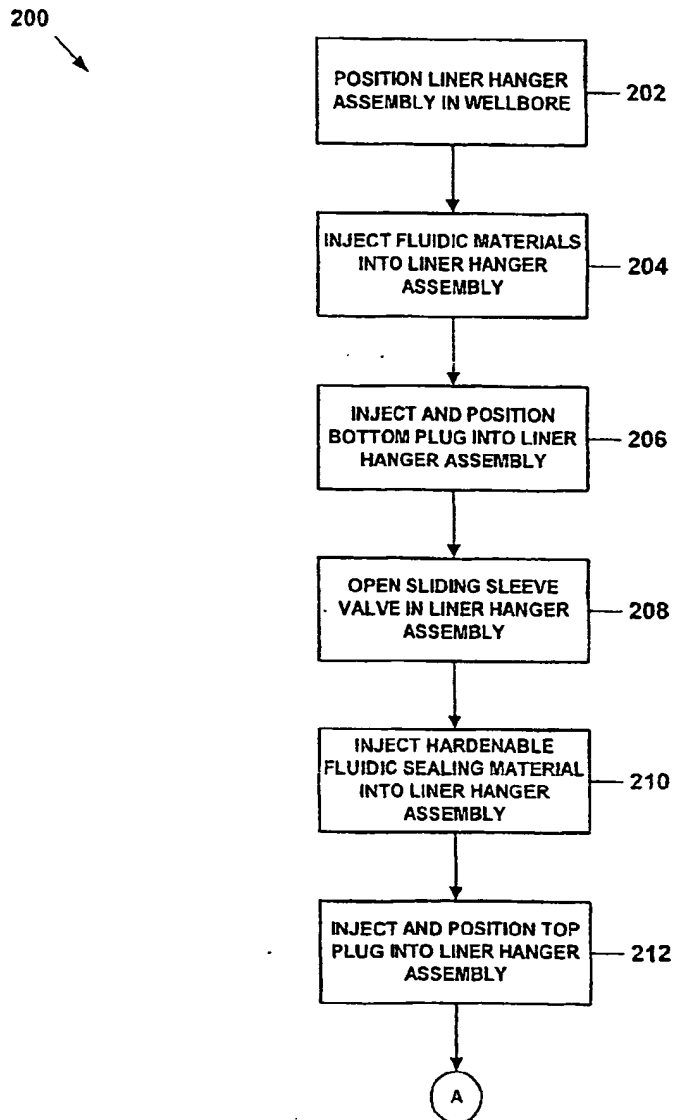 200
POSITION LINER HANGER
ASSEMBLY IN WELLBORE
202
INJECT FLUIDIC MATERIALS
INTO LINER HANGER
ASSEMBLY
204
INJECT AND POSITION
BOTTOM PLUG INTO LINER
HANGER ASSEMBLY
206
OPEN SLIDING SLEEVE
VALVE IN LINER HANGER
ASSEMBLY
208
INJECT HARDENABLE
FLUIDIC SEALING MATERIAL
INTO LINER HANGER
ASSEMBLY
210
INJECT AND POSITION TOP
PLUG INTO LINER HANGER
ASSEMBLY
212
A